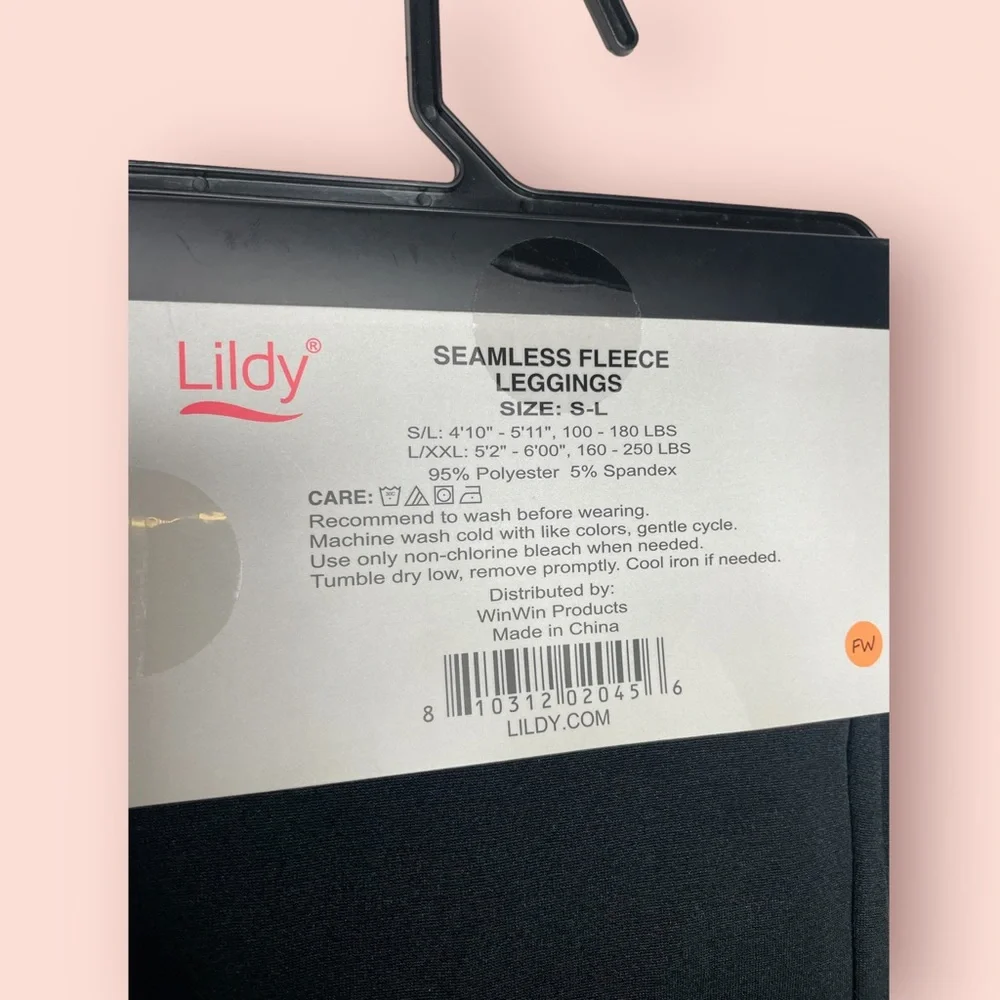 Lildy®
SEAMLESS FLEECE
LEGGINGS
SIZE: S-L
S/L: 4'10" - 5'11", 100 - 180 LBS
L/XXL: 5'2" - 6'00", 160 - 250 LBS
95% Polyester 5% Spandex
CARE:
Recommend to wash before wearing.
Machine wash cold with like colors, gentle cycle.
Use only non-chlorine bleach when needed.
Tumble dry low, remove promptly. Cool iron if needed.
Distributed by:
WinWin Products
Made in China
FW
8 10312 02045 6
LILDY.COM